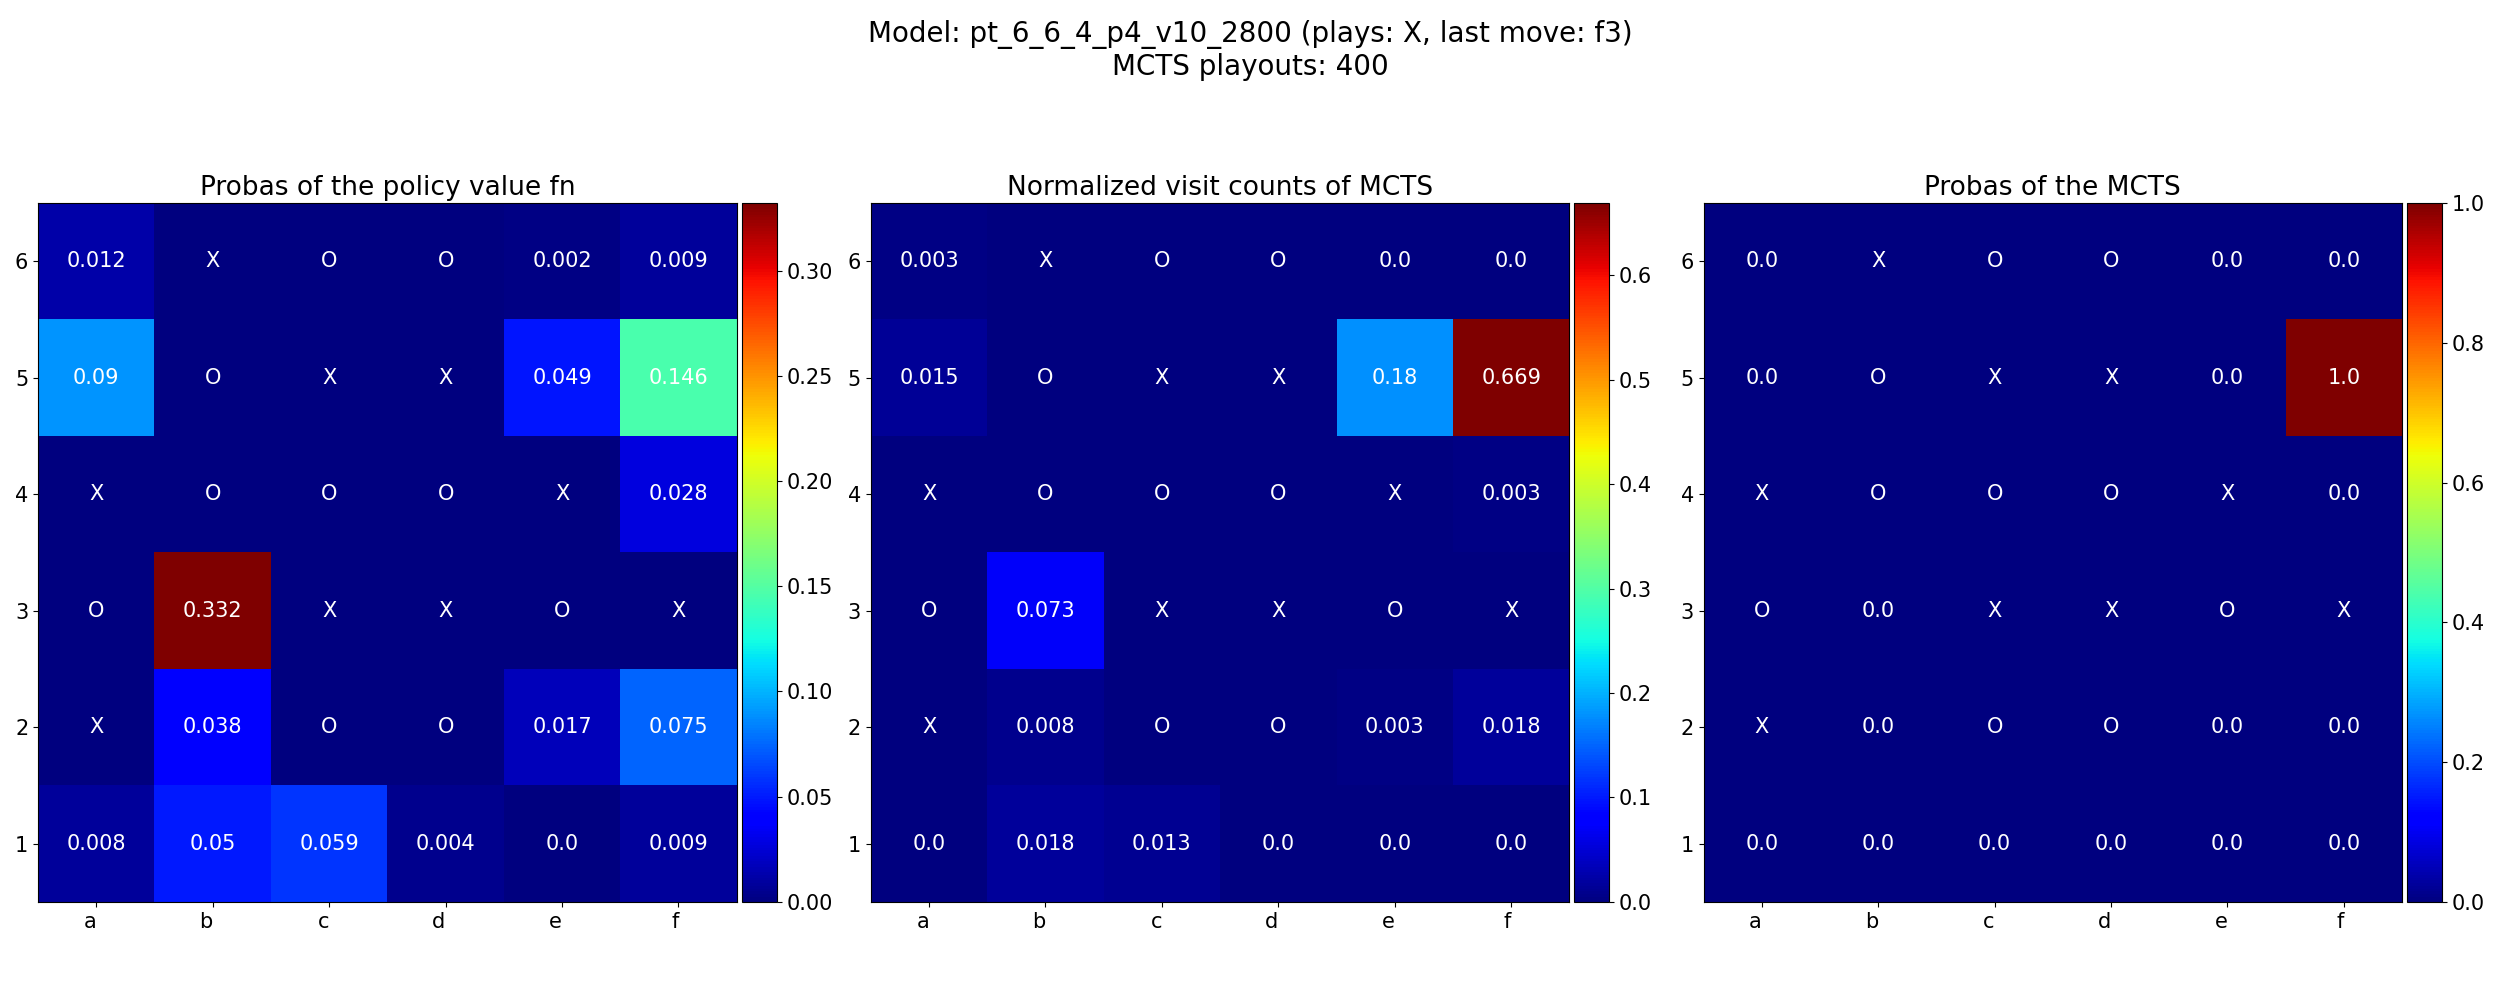 Model: pt_6_6_4_p4_v10_2800 (plays: X, last move: f3)
MCTS playouts: 400
Probas of the policy value fn
6 0.012 X O O 0.002 0.009
5 0.09 O X X 0.049 0.146
4 X O O O X 0.028
3 O 0.332 X X O X
2 X 0.038 O O 0.017 0.075
1 0.008 0.05 0.059 0.004 0.0 0.009
a b c d e f
0.30
0.25
0.20
0.15
0.10
0.05
0.00
Normalized visit counts of MCTS
6 0.003 X O O 0.0 0.0
5 0.015 O X X 0.18 0.669
4 X O O O X 0.003
3 O 0.073 X X O X
2 X 0.008 O O 0.003 0.018
1 0.0 0.018 0.013 0.0 0.0 0.0
a b c d e f
0.6
0.5
0.4
0.3
0.2
0.1
0.0
Probas of the MCTS
6 0.0 X O O 0.0 0.0
5 0.0 O X X 0.0 1.0
4 X O O O X 0.0
3 O 0.0 X X O X
2 X 0.0 O O 0.0 0.0
1 0.0 0.0 0.0 0.0 0.0 0.0
a b c d e f
1.0
0.8
0.6
0.4
0.2
0.0